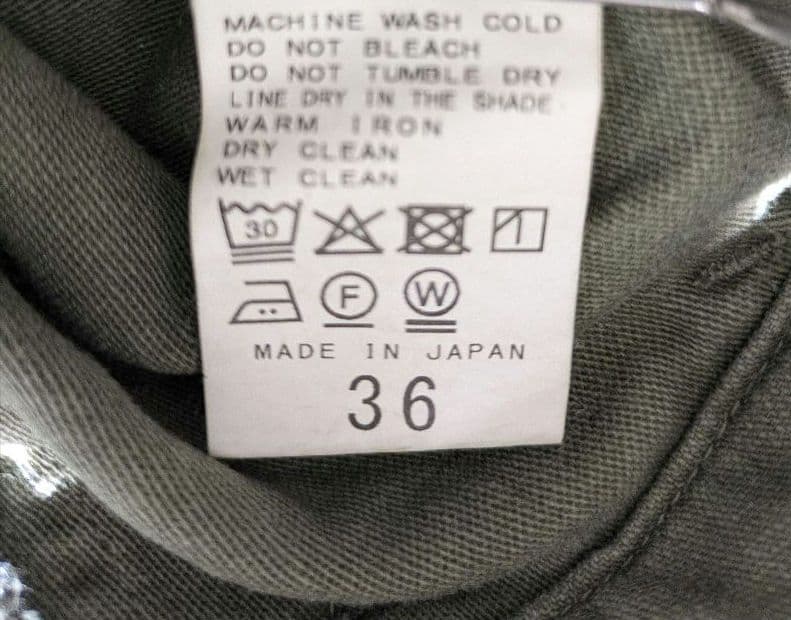 MACHINE WASH COLD
DO NOT BLEACH
DO NOT TUMBLE DRY
LINE DRY IN THE SHADE
WARM IRON
DRY CLEAN
WET CLEAN
30
F W
MADE IN JAPAN
36